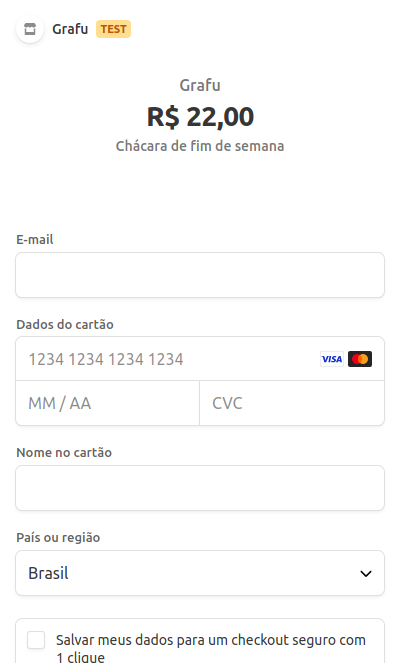 Grafu TEST
Grafu
R$ 22,00
Chácara de fim de semana
E-mail
Dados do cartão
1234 1234 1234 1234 VISA
MM / AA CVC
Nome no cartão
País ou região
Brasil
Salvar meus dados para um checkout seguro com
1 clique